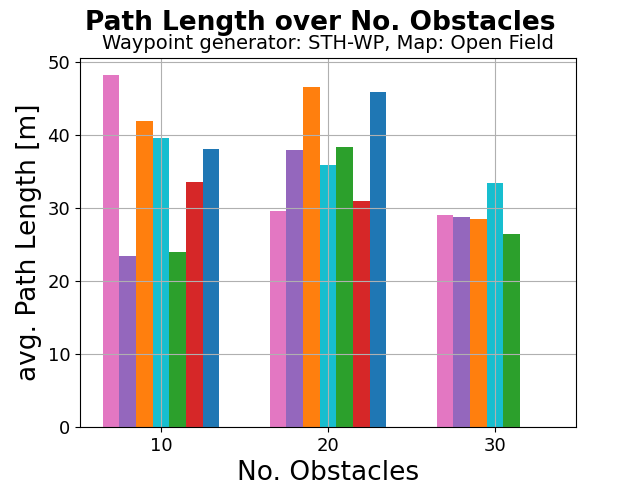 Path Length over No. Obstacles
Waypoint generator: STH-WP, Map: Open Field
avg. Path Length [m]
50
40
30
20
10
0
10 20 30
No. Obstacles